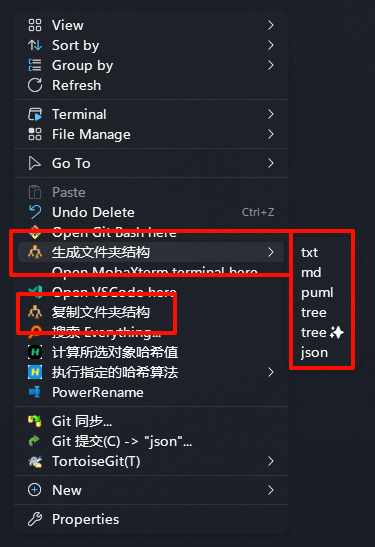 View
Sort by
Group by
Refresh
Terminal
File Manage
Go To
Paste
Undo Delete Ctrl+Z
Open Git Bash here
生成文件夹结构
txt
md
puml
tree
tree✨
json
Open MobaXterm terminal here
Open VSCode here
复制文件夹结构
搜索 Everything...
计算所选对象哈希值
执行指定的哈希算法
PowerRename
Git 同步...
Git 提交(C) -> "json"...
TortoiseGit(T)
New
Properties